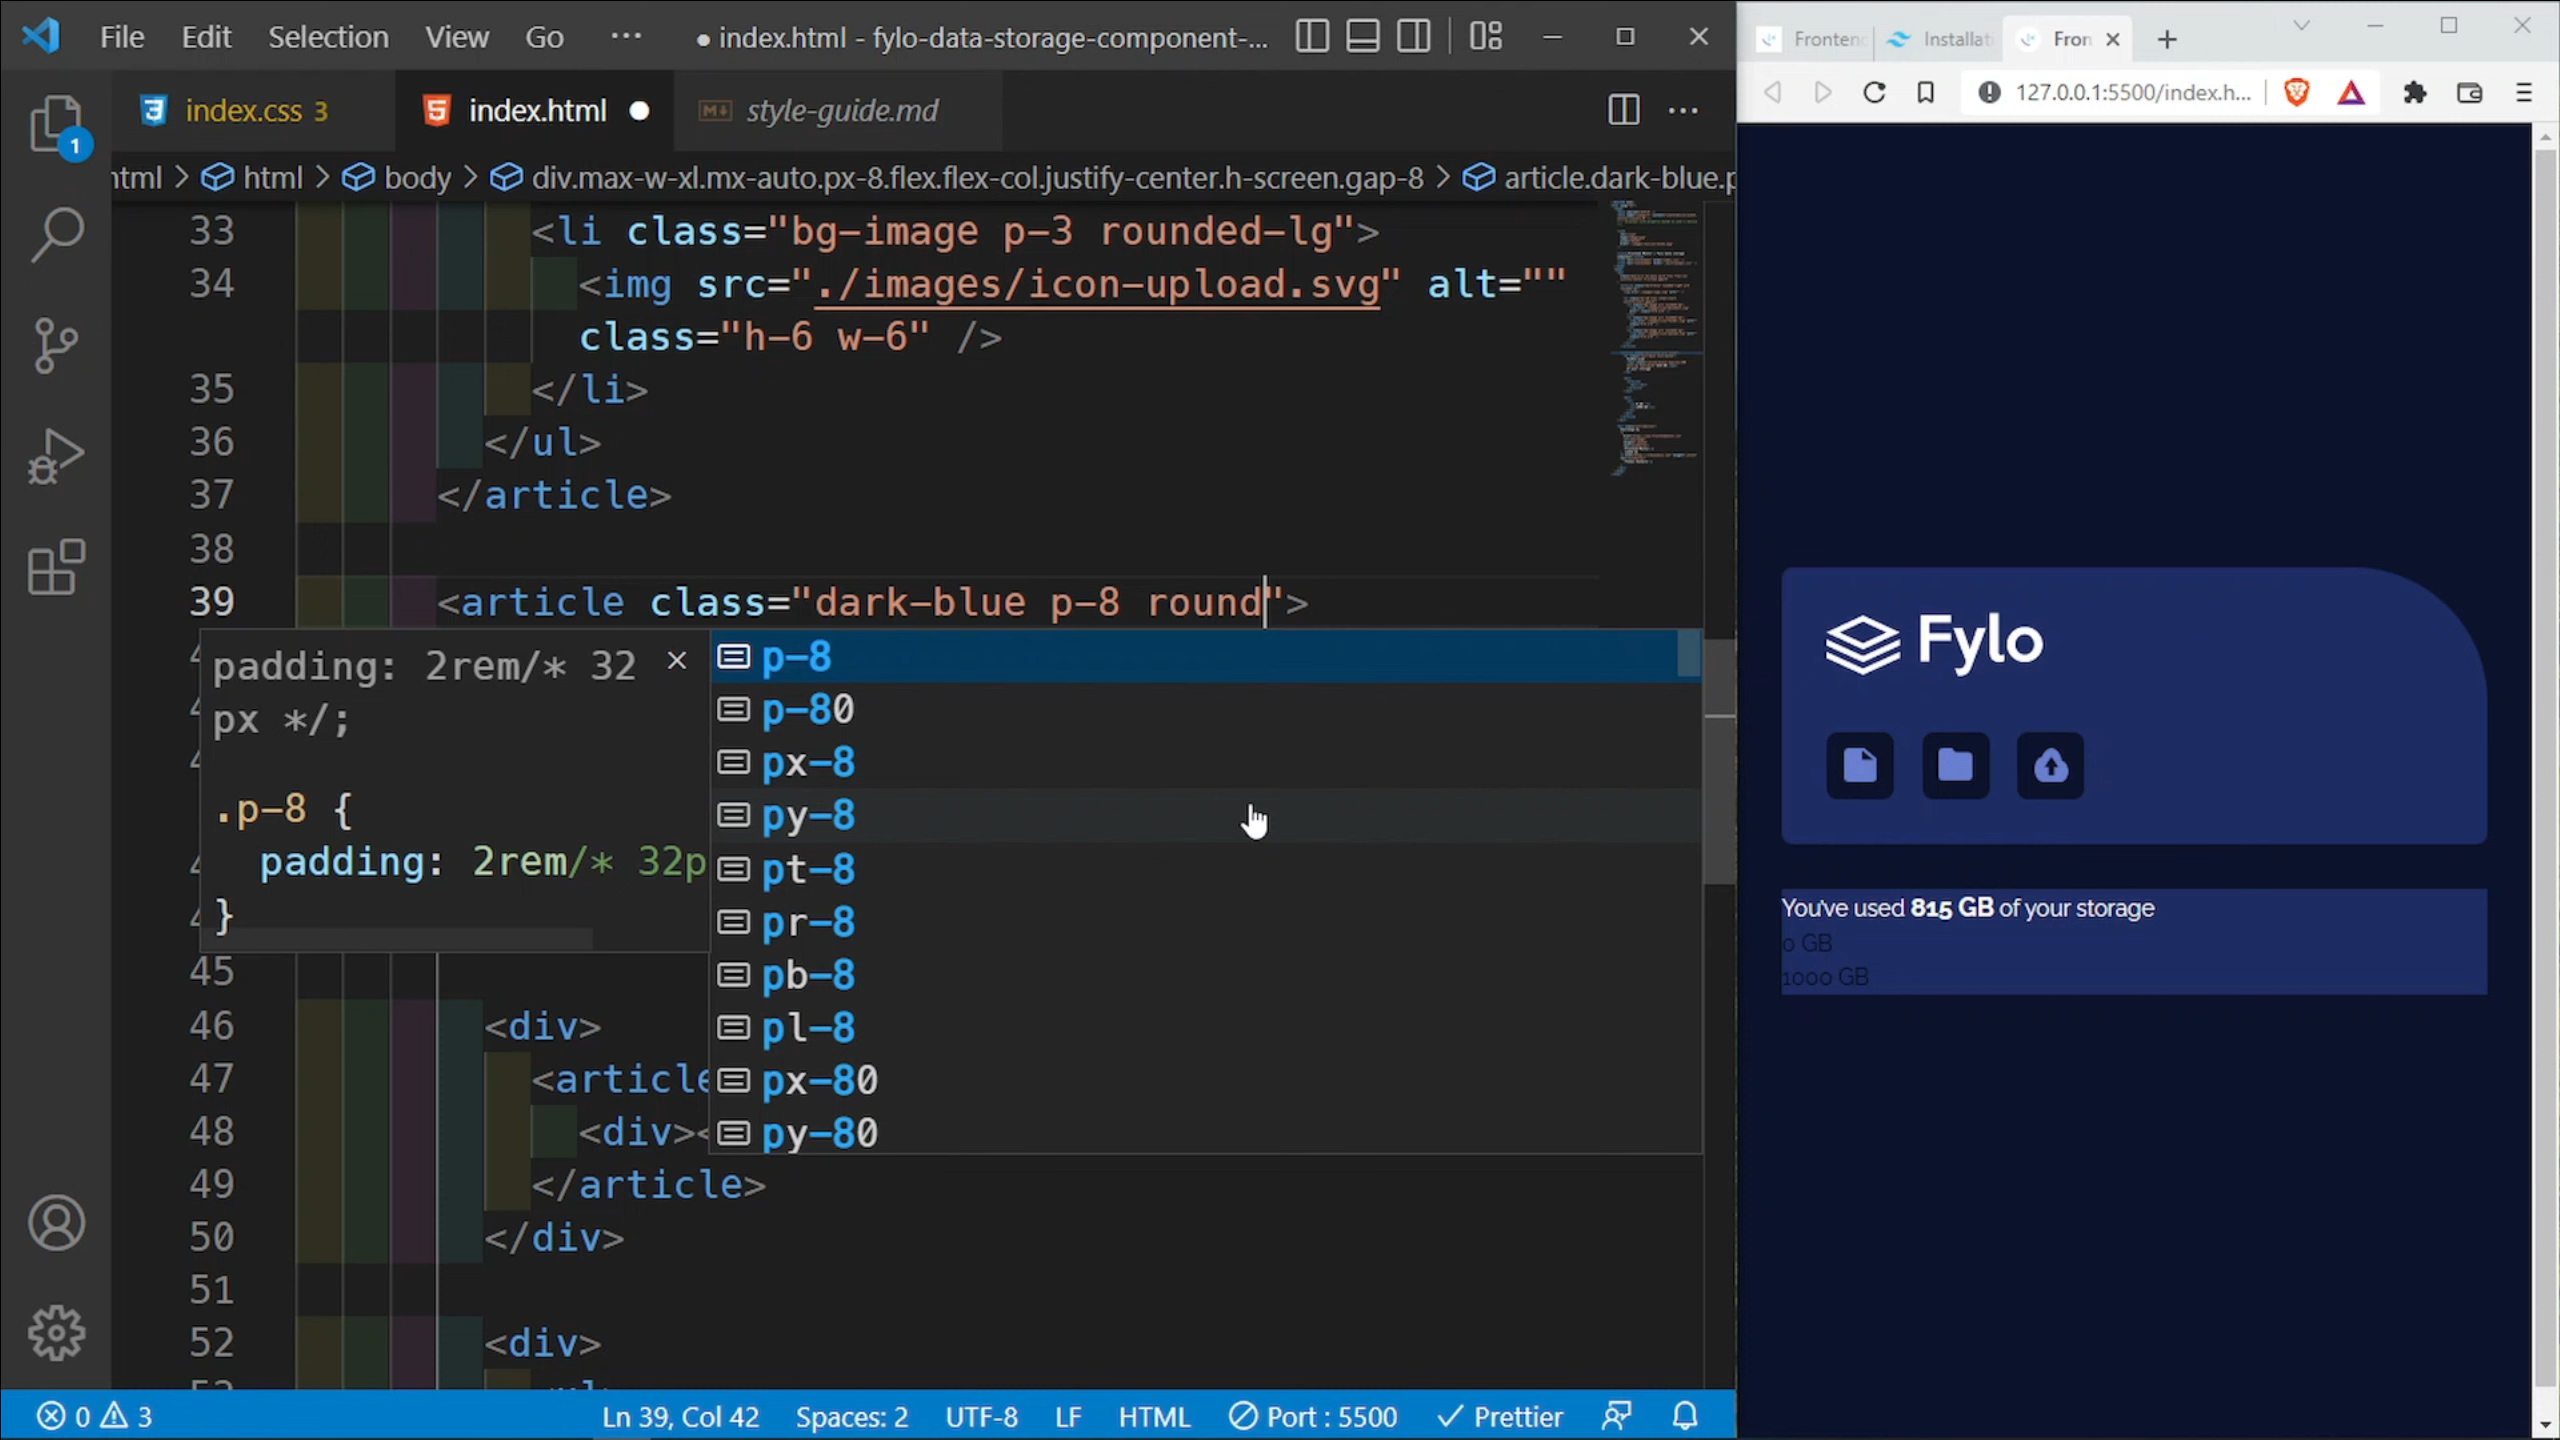 File Edit Selection View Go ··· ● index.html - fylo-data-storage-component-...
index.css 3 index.html ● style-guide.md
html > body > div.max-w-xl.mx-auto.px-8.flex.flex-col.justify-center.h-screen.gap-8 > article.dark-blue.p
33 <li class="bg-image p-3 rounded-lg">
34 <img src="./images/icon-upload.svg" alt=""
class="h-6 w-6" />
35 </li>
36 </ul>
37 </article>
38
39 <article class="dark-blue p-8 round">
padding: 2rem/* 32
px */;
.p-8 {
padding: 2rem/* 32p
}
p-8
p-80
px-8
py-8
pt-8
pr-8
pb-8
pl-8
px-80
py-80
45
46 <div>
47 <article
48 <div><
49 </article>
50 </div>
51
52 <div>
0 3 Ln 39, Col 42 Spaces: 2 UTF-8 LF HTML Port : 5500 Prettier
1
Fronten Installat Fron
127.0.0.1:5500/index.h...
Fylo
You've used 815 GB of your storage
0 GB
1000 GB